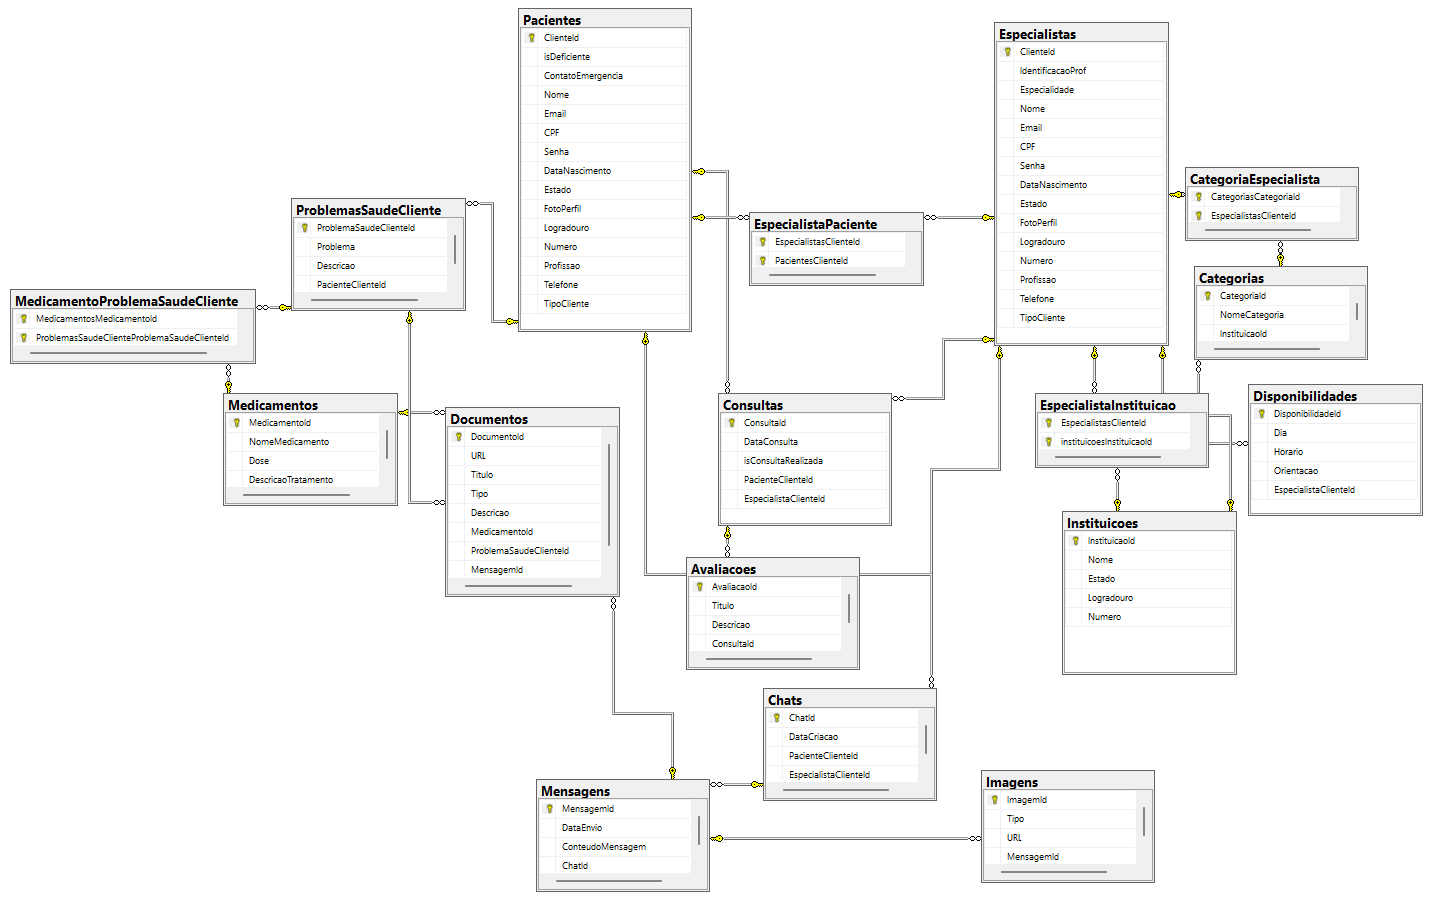 Pacientes
ClienteId
isDeficiente
ContatoEmergencia
Nome
Email
CPF
Senha
DataNascimento
Estado
FotoPerfil
Logradouro
Numero
Profissao
Telefone
TipoCliente
Especialistas
ClienteId
IdentificacaoProf
Especialidade
Nome
Email
CPF
Senha
DataNascimento
Estado
FotoPerfil
Logradouro
Numero
Profissao
Telefone
TipoCliente
CategoriaEspecialista
CategoriasCategoriaId
EspecialistasClienteId
ProblemasSaudeCliente
ProblemaSaudeClienteId
Problema
Descricao
PacienteClienteId
EspecialistaPaciente
EspecialistasClienteId
PacientesClienteId
Categorias
CategoriaId
NomeCategoria
InstituicaoId
MedicamentoProblemaSaudeCliente
MedicamentosMedicamentoId
ProblemasSaudeClienteProblemaSaudeClienteId
Medicamentos
MedicamentoId
NomeMedicamento
Dose
DescricaoTratamento
Documentos
DocumentoId
URL
Titulo
Tipo
Descricao
MedicamentoId
ProblemaSaudeClienteId
MensagemId
Consultas
ConsultaId
DataConsulta
isConsultaRealizada
PacienteClienteId
EspecialistaClienteId
EspecialistaInstituicao
EspecialistasClienteId
instituicoesInstituicaoId
Disponibilidades
DisponibilidadeId
Dia
Horario
Orientacao
EspecialistaClienteId
Instituicoes
InstituicaoId
Nome
Estado
Logradouro
Numero
Avaliacoes
AvaliacaoId
Titulo
Descricao
ConsultaId
Chats
ChatId
DataCriacao
PacienteClienteId
EspecialistaClienteId
Mensagens
MensagemId
DataEnvio
ConteudoMensagem
ChatId
Imagens
ImagemId
Tipo
URL
MensagemId